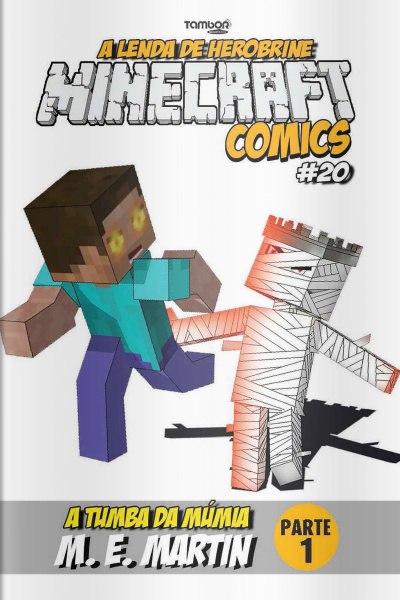 TAMBOR
A LENDA DE HEROBRINE
MINECRAFT
COMICS
#20
A TUMBA DA MÚMIA
M. E. MARTIN
PARTE
1